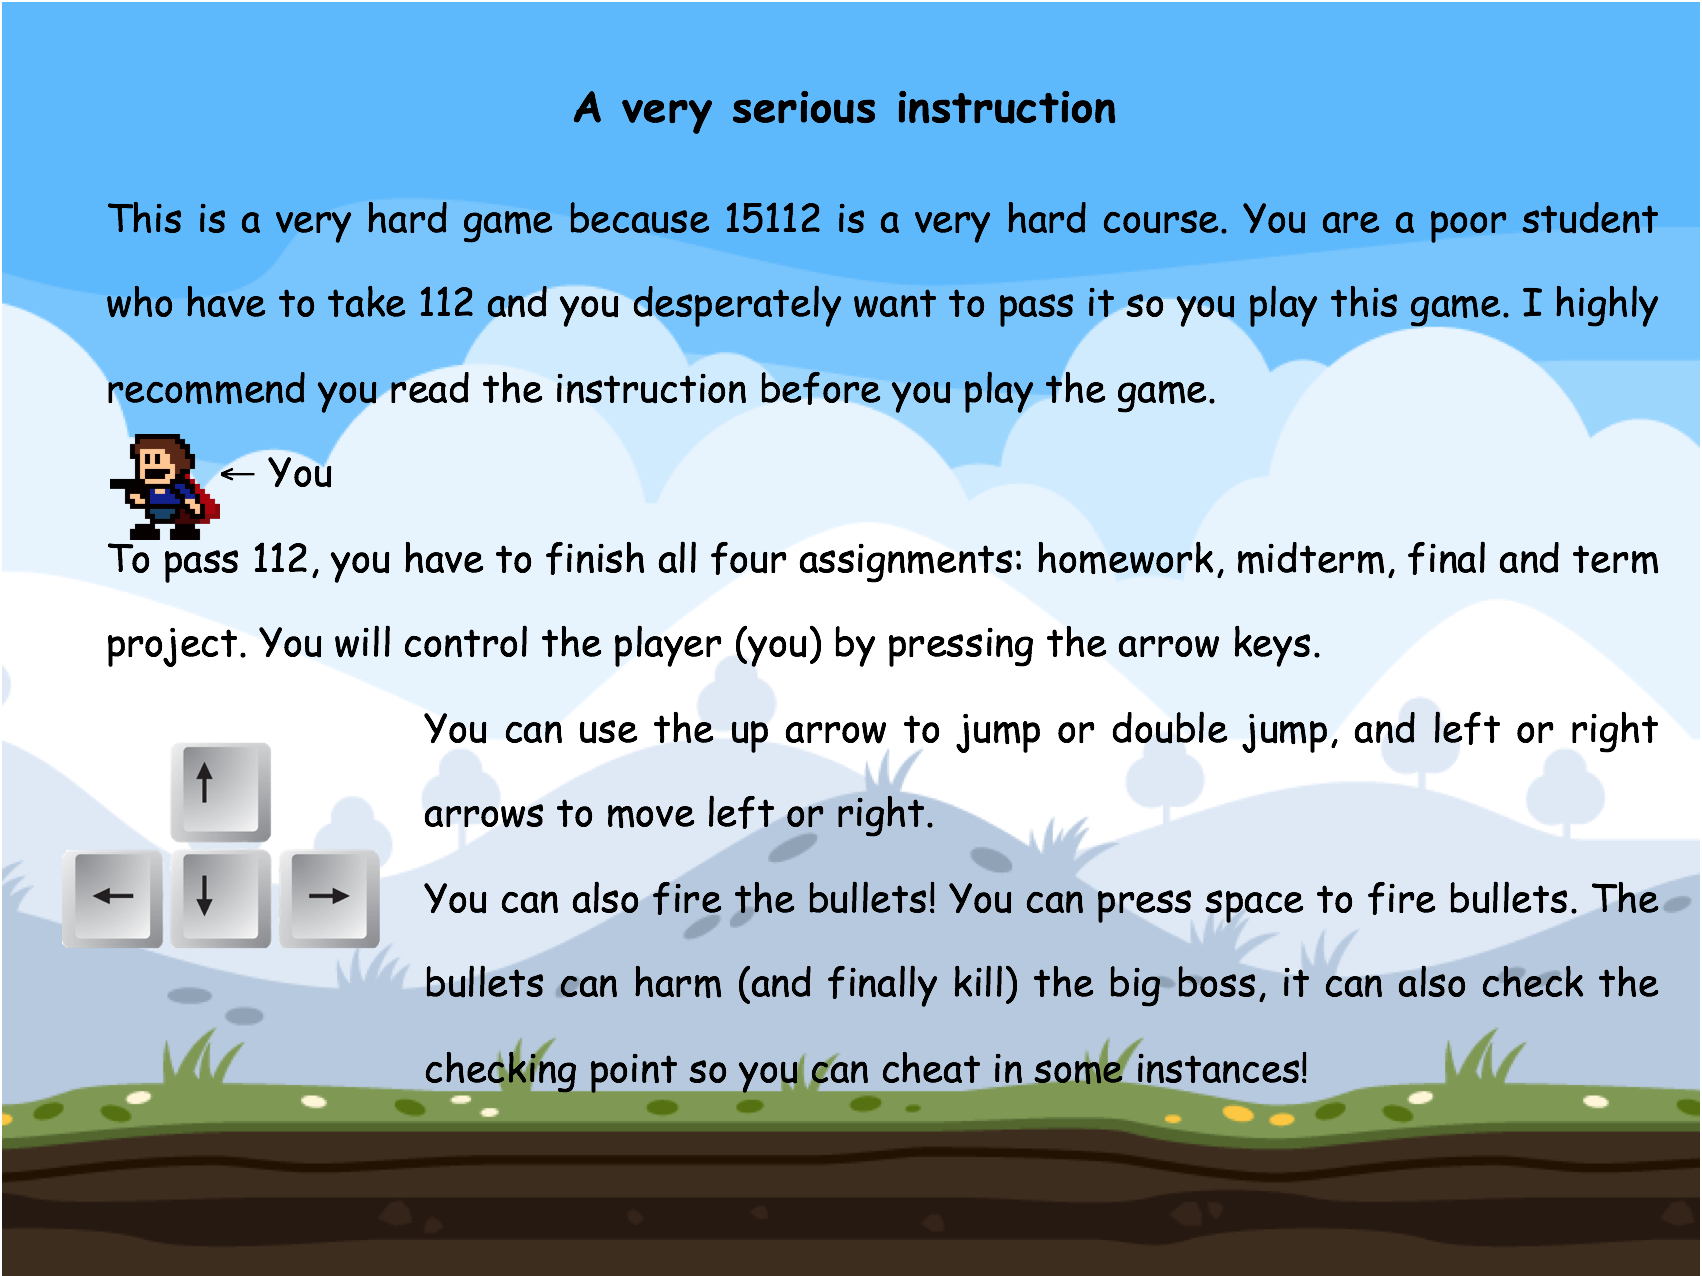 A very serious instruction
This is a very hard game because 15112 is a very hard course. You are a poor student
who have to take 112 and you desperately want to pass it so you play this game. I highly
recommend you read the instruction before you play the game.
← You
To pass 112, you have to finish all four assignments: homework, midterm, final and term
project. You will control the player (you) by pressing the arrow keys.
You can use the up arrow to jump or double jump, and left or right
arrows to move left or right.
You can also fire the bullets! You can press space to fire bullets. The
bullets can harm (and finally kill) the big boss, it can also check the
checking point so you can cheat in some instances!
↑
← ↓ →